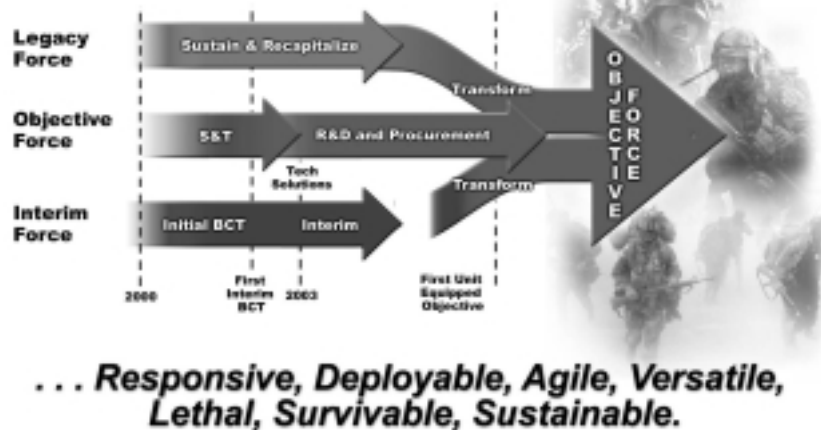 Legacy
Force
Sustain & Recapitalize
Transform
Objective
Force
S&T
R&D and Procurement
Tech
Solutions
Transform
Interim
Force
Initial BCT
Interim
OBJECTIVE
FORCE
2000
First
Interim
BCT
2003
First Unit
Equipped
Objective
. . . Responsive, Deployable, Agile, Versatile,
Lethal, Survivable, Sustainable.